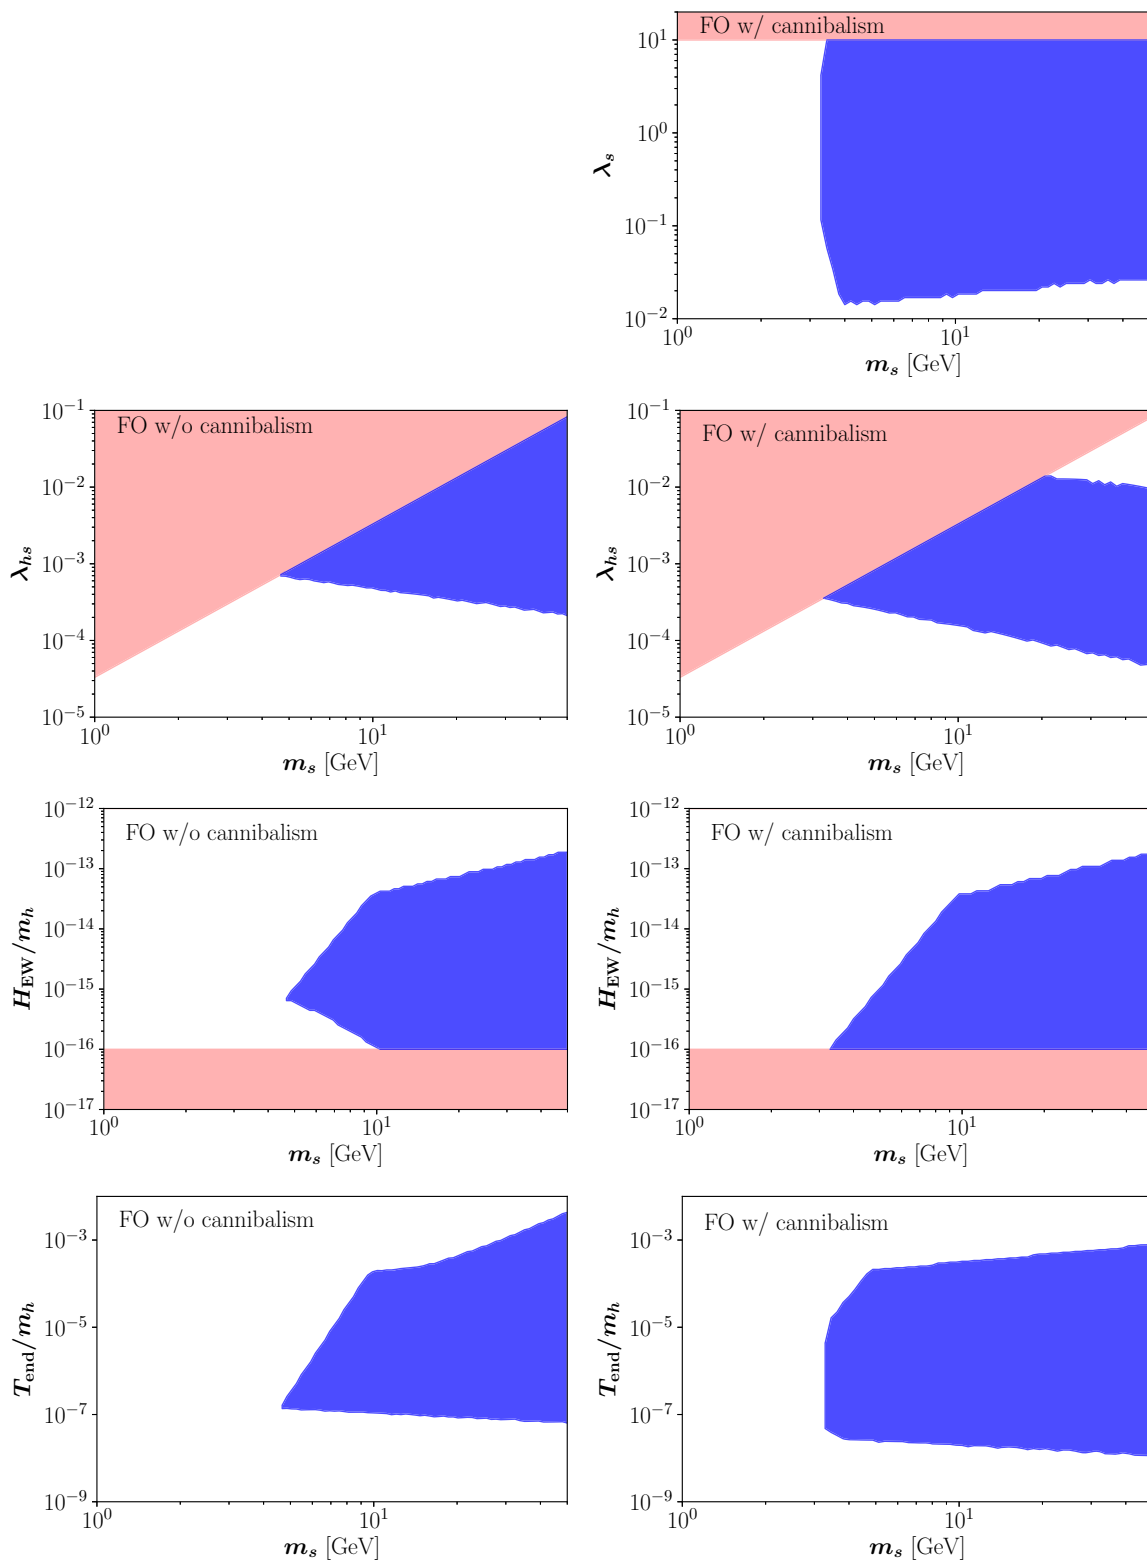 FO w/ cannibalism
10^1
10^0
10^-1
10^-2
λ_s
10^0
10^1
m_s [GeV]
FO w/o cannibalism
10^-1
10^-2
10^-3
10^-4
10^-5
λ_hs
10^0
10^1
m_s [GeV]
FO w/ cannibalism
10^-1
10^-2
10^-3
10^-4
10^-5
λ_hs
10^0
10^1
m_s [GeV]
FO w/o cannibalism
10^-12
10^-13
10^-14
10^-15
10^-16
10^-17
H_EW/m_h
10^0
10^1
m_s [GeV]
FO w/ cannibalism
10^-12
10^-13
10^-14
10^-15
10^-16
10^-17
H_EW/m_h
10^0
10^1
m_s [GeV]
FO w/o cannibalism
10^-3
10^-5
10^-7
10^-9
T_end/m_h
10^0
10^1
m_s [GeV]
FO w/ cannibalism
10^-3
10^-5
10^-7
10^-9
T_end/m_h
10^0
10^1
m_s [GeV]